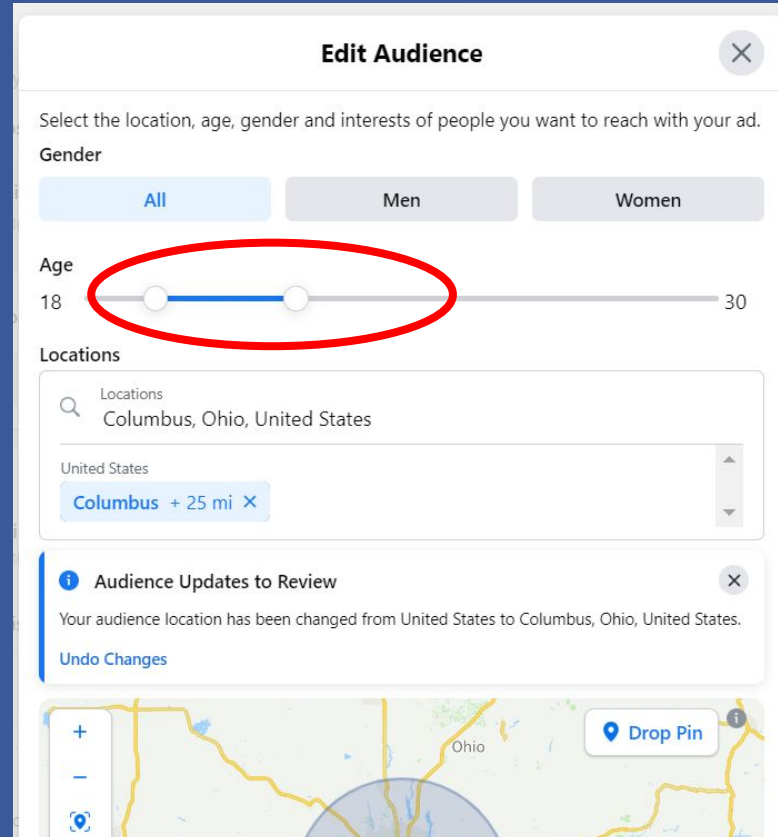 Edit Audience
Select the location, age, gender and interests of people you want to reach with your ad.
Gender
All Men Women
Age
18 30
Locations
Locations
Columbus, Ohio, United States
United States
Columbus + 25 mi ×
Audience Updates to Review
Your audience location has been changed from United States to Columbus, Ohio, United States.
Undo Changes
+
Drop Pin
Ohio
−